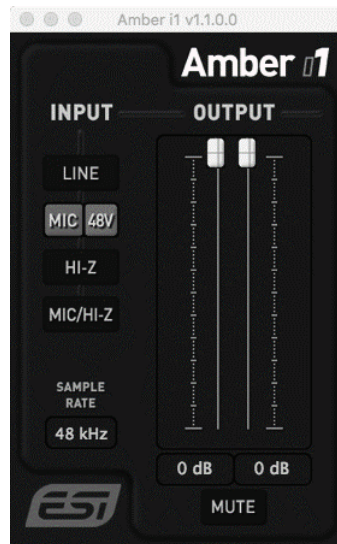 Amber i1 v1.1.0.0
Amber i1
INPUT
OUTPUT
LINE
MIC 48V
HI-Z
MIC/HI-Z
SAMPLE
RATE
48 kHz
0 dB 0 dB
MUTE
ESI